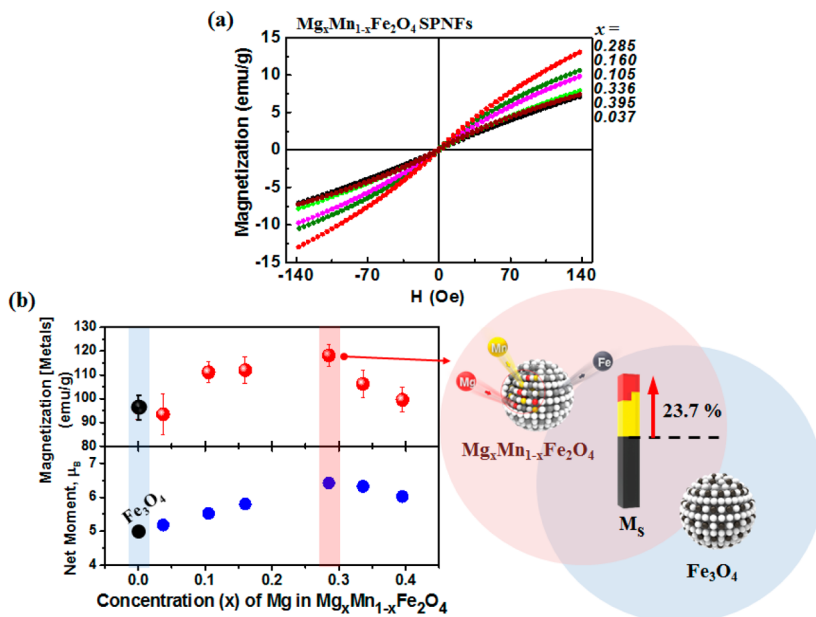 (a)
MgxMn1-xFe2O4 SPNFs
x =
0.285
0.160
0.105
0.336
0.395
0.037
Magnetization (emu/g)
15
10
5
0
-5
-10
-15
-140 -70 0 70 140
H (Oe)
(b)
Magnetization [Metals]
(emu/g)
130
120
110
100
90
80
Net Moment, μB
7
6
5
4
Fe3O4
0.0 0.1 0.2 0.3 0.4
Concentration (x) of Mg in MgxMn1-xFe2O4
Mn
Mg
Fe
MgxMn1-xFe2O4
23.7 %
MS
Fe3O4